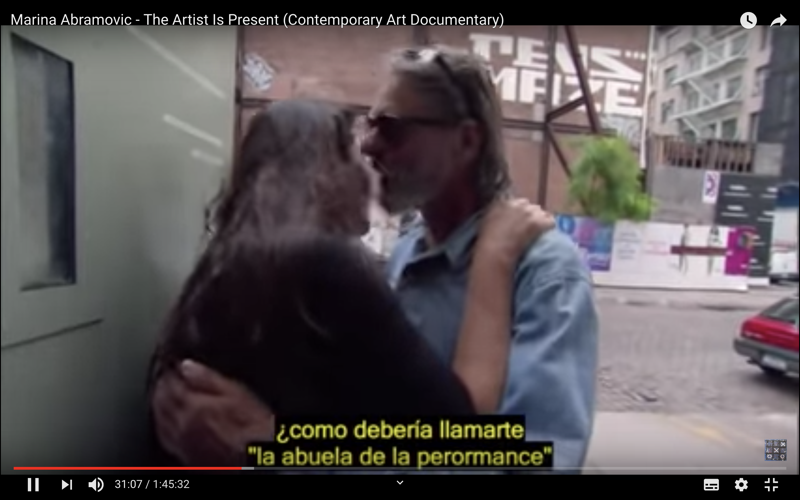 Marina Abramovic - The Artist Is Present (Contemporary Art Documentary)
¿como debería llamarte
"la abuela de la perormance"
31:07 / 1:45:32